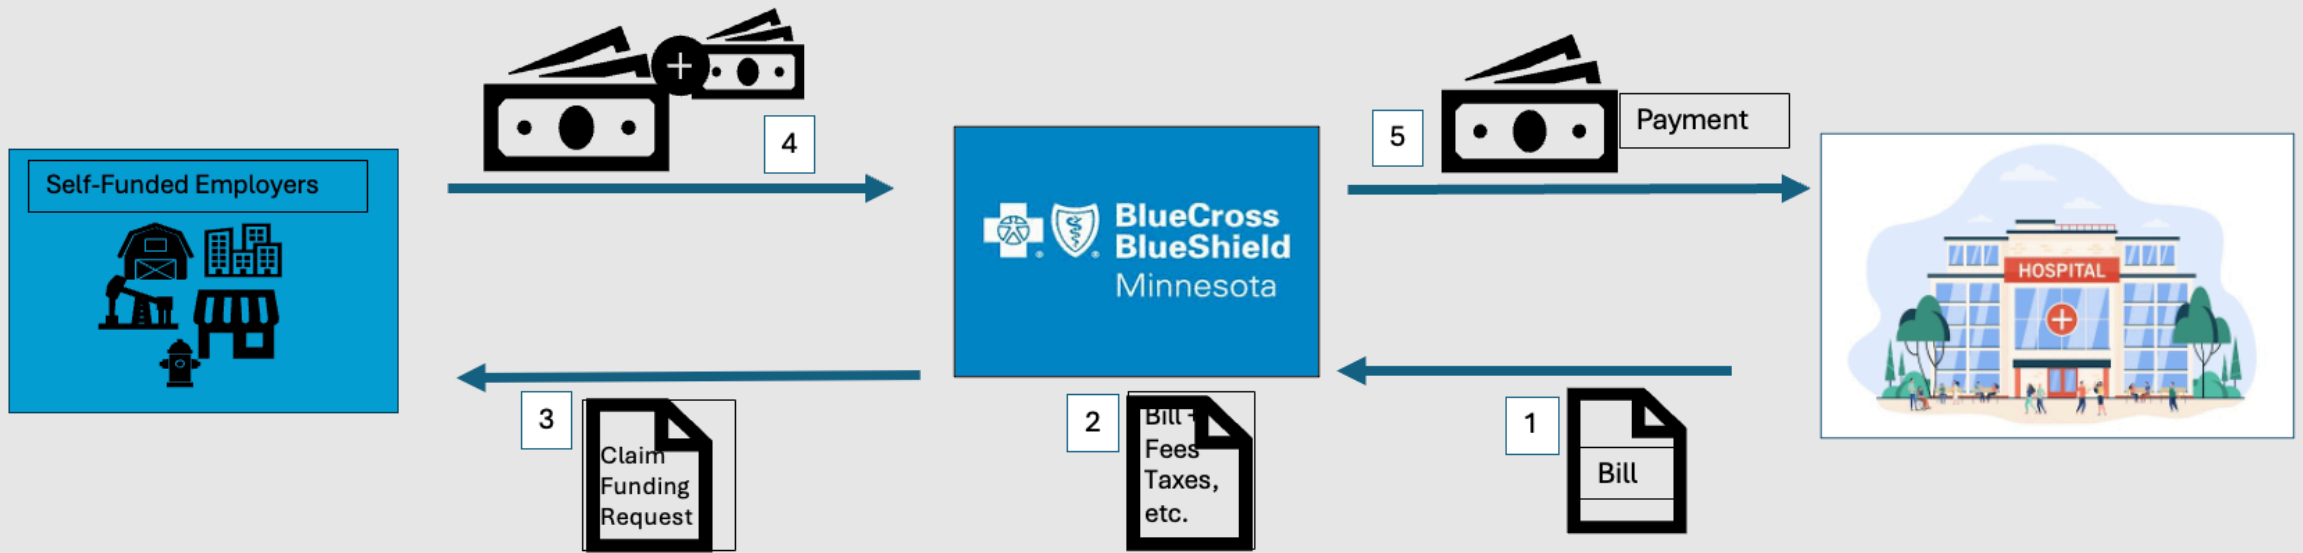 4
5
Payment
Self-Funded Employers
BlueCross
BlueShield
Minnesota
HOSPITAL
3
Claim
Funding
Request
2
Bill +
Fees
Taxes,
etc.
1
Bill